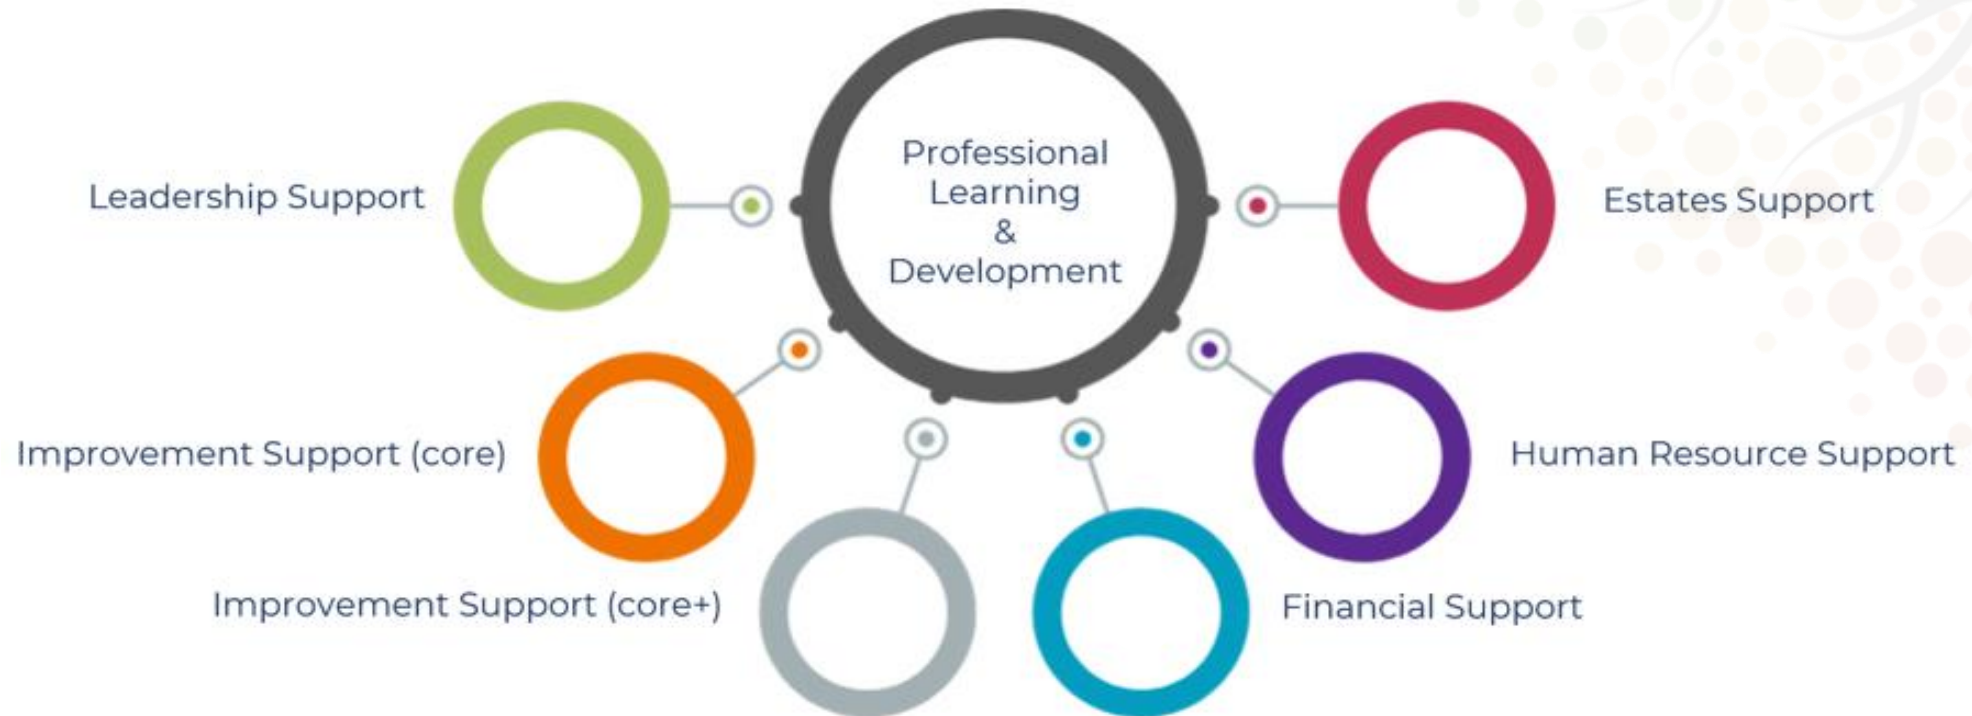 Professional
Learning
&
Development
Leadership Support
Estates Support
Improvement Support (core)
Human Resource Support
Improvement Support (core+)
Financial Support